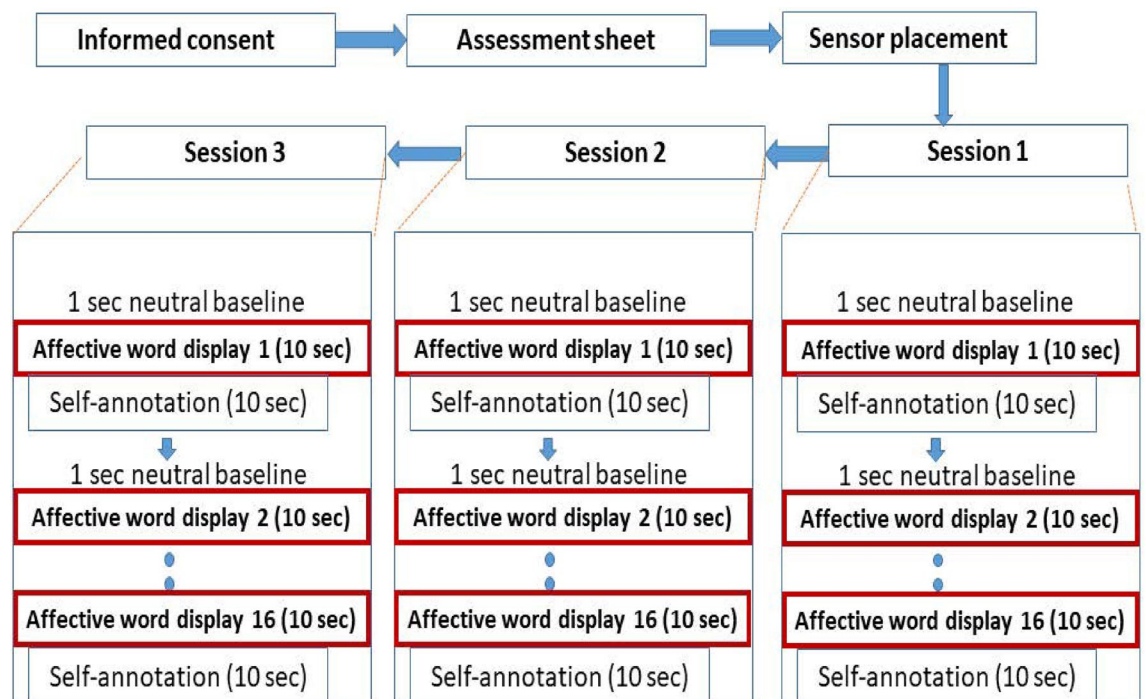 Informed consent
Assessment sheet
Sensor placement
Session 3
Session 2
Session 1
1 sec neutral baseline
Affective word display 1 (10 sec)
Self-annotation (10 sec)
1 sec neutral baseline
Affective word display 2 (10 sec)
Affective word display 16 (10 sec)
Self-annotation (10 sec)
1 sec neutral baseline
Affective word display 1 (10 sec)
Self-annotation (10 sec)
1 sec neutral baseline
Affective word display 2 (10 sec)
Affective word display 16 (10 sec)
Self-annotation (10 sec)
1 sec neutral baseline
Affective word display 1 (10 sec)
Self-annotation (10 sec)
1 sec neutral baseline
Affective word display 2 (10 sec)
Affective word display 16 (10 sec)
Self-annotation (10 sec)